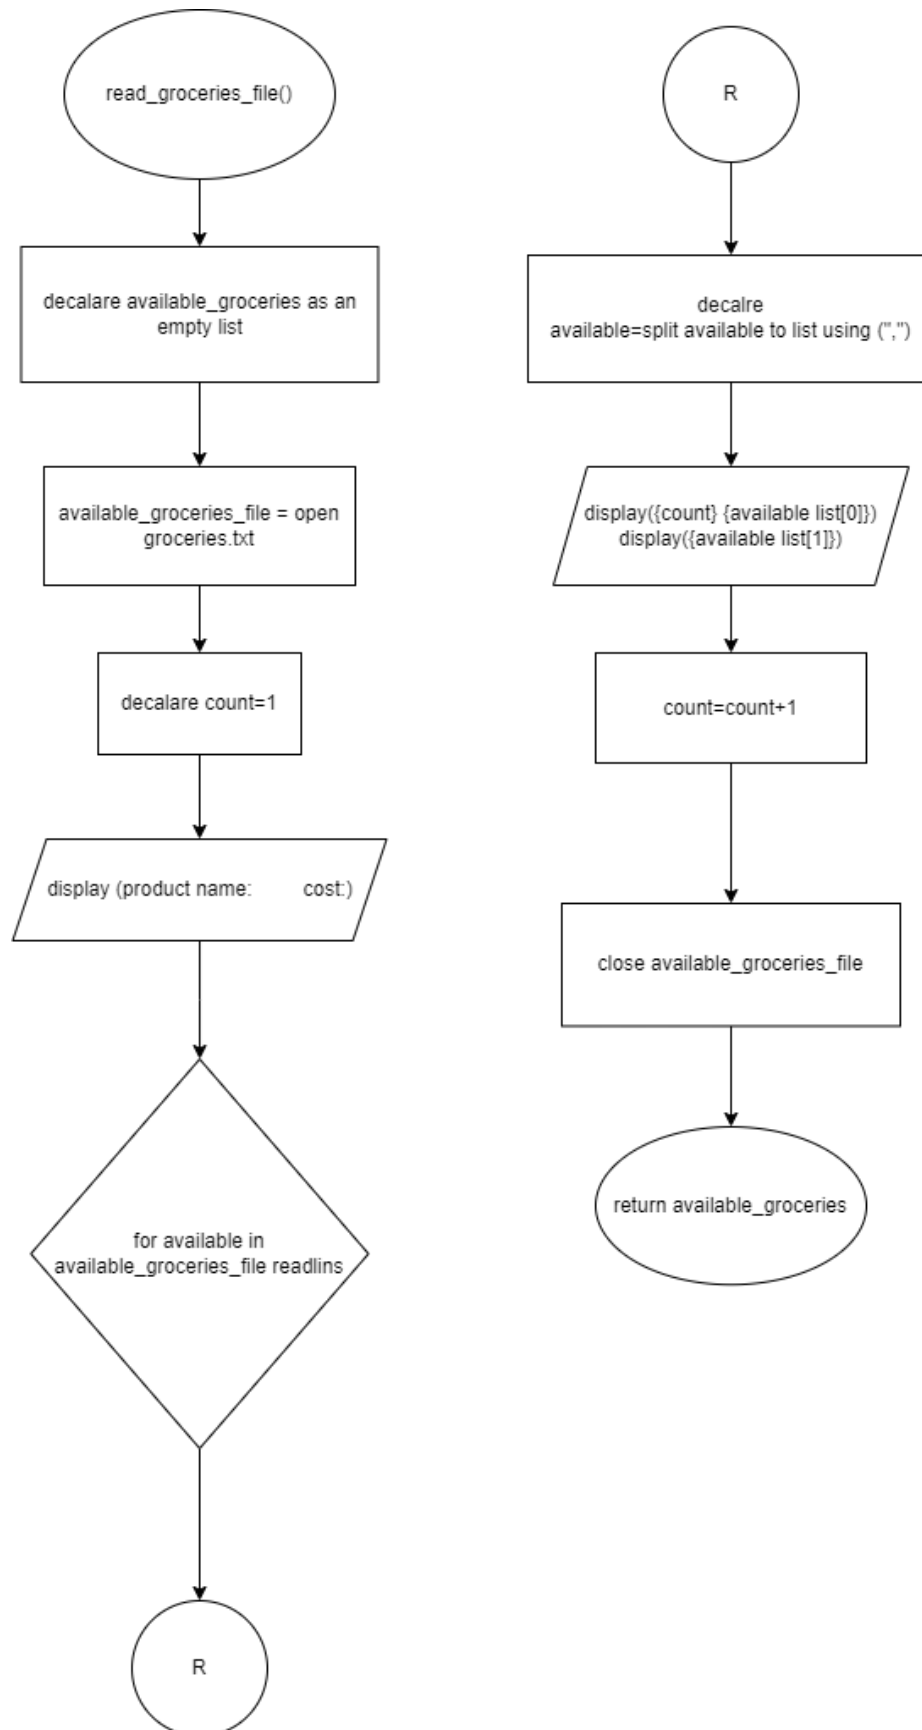 read_groceries_file()
decalare available_groceries as an
empty list
available_groceries_file = open
groceries.txt
decalare count=1
display (product name: cost:)
for available in
available_groceries_file readlins
R
R
decalre
available=split available to list using (",")
display({count} {available list[0]})
display({available list[1]})
count=count+1
close available_groceries_file
return available_groceries